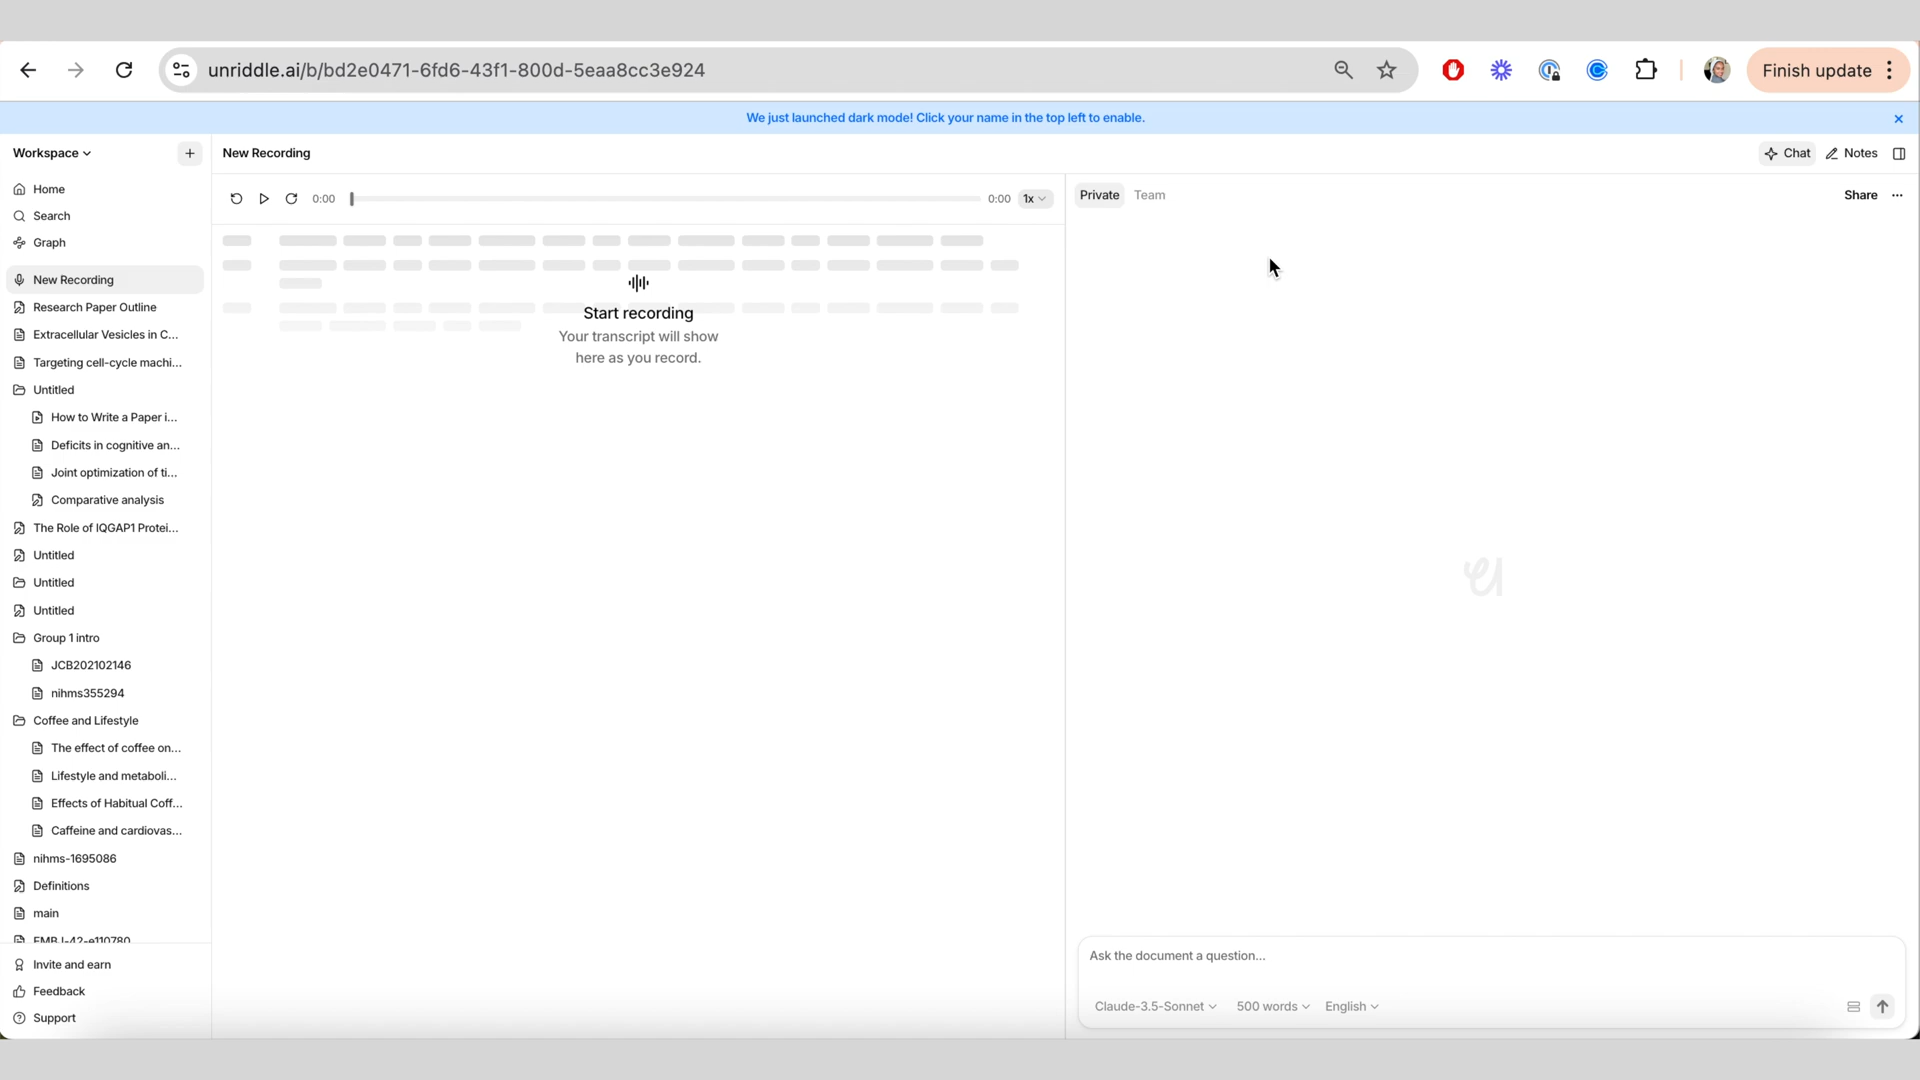 unriddle.ai/b/bd2e0471-6fd6-43f1-800d-5eaa8cc3e924
Finish update
We just launched dark mode! Click your name in the top left to enable.
Workspace
New Recording
Chat
Notes
Home
Search
Graph
New Recording
Research Paper Outline
Extracellular Vesicles in C...
Targeting cell-cycle machi...
Untitled
How to Write a Paper i...
Deficits in cognitive an...
Joint optimization of ti...
Comparative analysis
The Role of IQGAP1 Protei...
Untitled
Untitled
Untitled
Group 1 intro
JCB202102146
nihms355294
Coffee and Lifestyle
The effect of coffee on...
Lifestyle and metaboli...
Effects of Habitual Coff...
Caffeine and cardiovas...
nihms-1695086
Definitions
main
EMBJ-42-e110780
Invite and earn
Feedback
Support
0:00
0:00
1x
Start recording
Your transcript will show
here as you record.
Private
Team
Share
Ask the document a question...
Claude-3.5-Sonnet
500 words
English